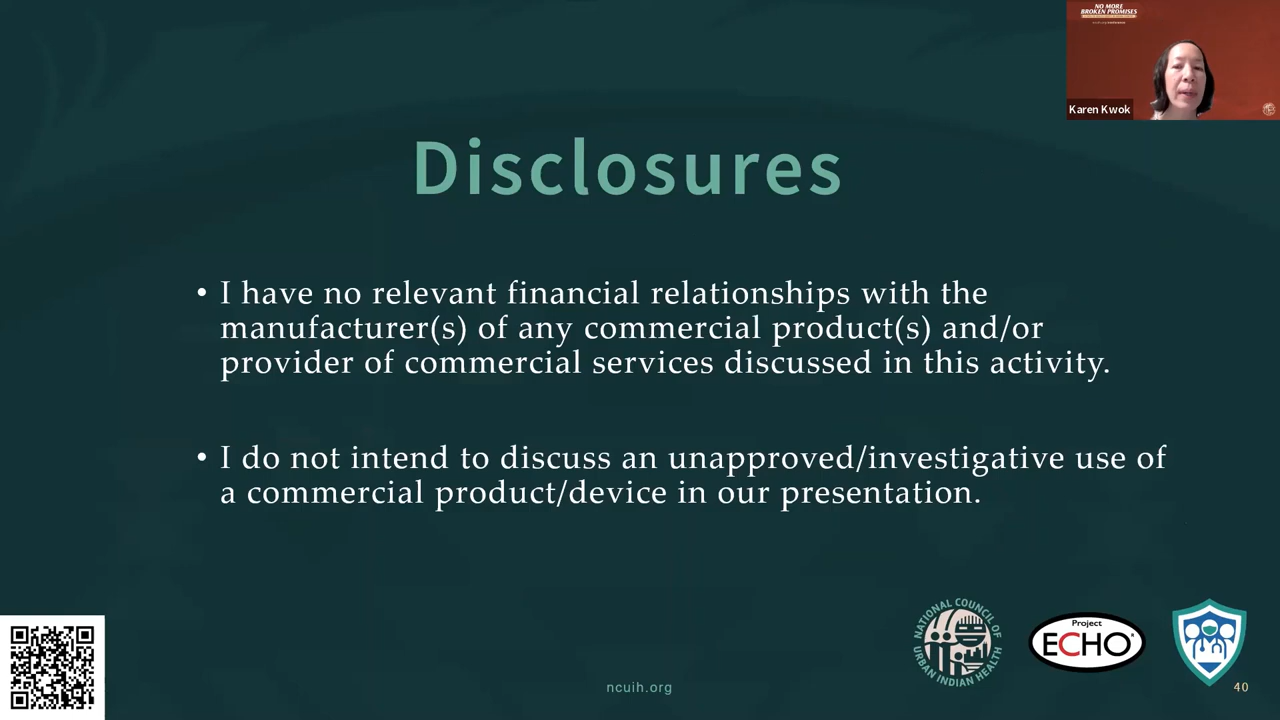 NO MORE
BROKEN PROMISES
Karen Kwok
Disclosures
• I have no relevant financial relationships with the
manufacturer(s) of any commercial product(s) and/or
provider of commercial services discussed in this activity.
• I do not intend to discuss an unapproved/investigative use of
a commercial product/device in our presentation.
NATIONAL COUNCIL OF
URBAN INDIAN HEALTH
Project
ECHO®
ncuih.org
40